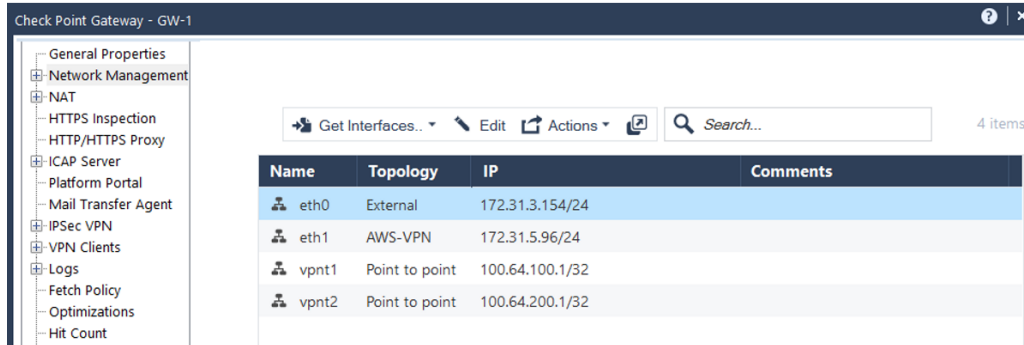 Check Point Gateway - GW-1
General Properties
Network Management
NAT
HTTPS Inspection
HTTP/HTTPS Proxy
ICAP Server
Platform Portal
Mail Transfer Agent
IPSec VPN
VPN Clients
Logs
Fetch Policy
Optimizations
Hit Count
Get Interfaces.. Edit Actions Search... 4 items
Name Topology IP Comments
eth0 External 172.31.3.154/24
eth1 AWS-VPN 172.31.5.96/24
vpnt1 Point to point 100.64.100.1/32
vpnt2 Point to point 100.64.200.1/32